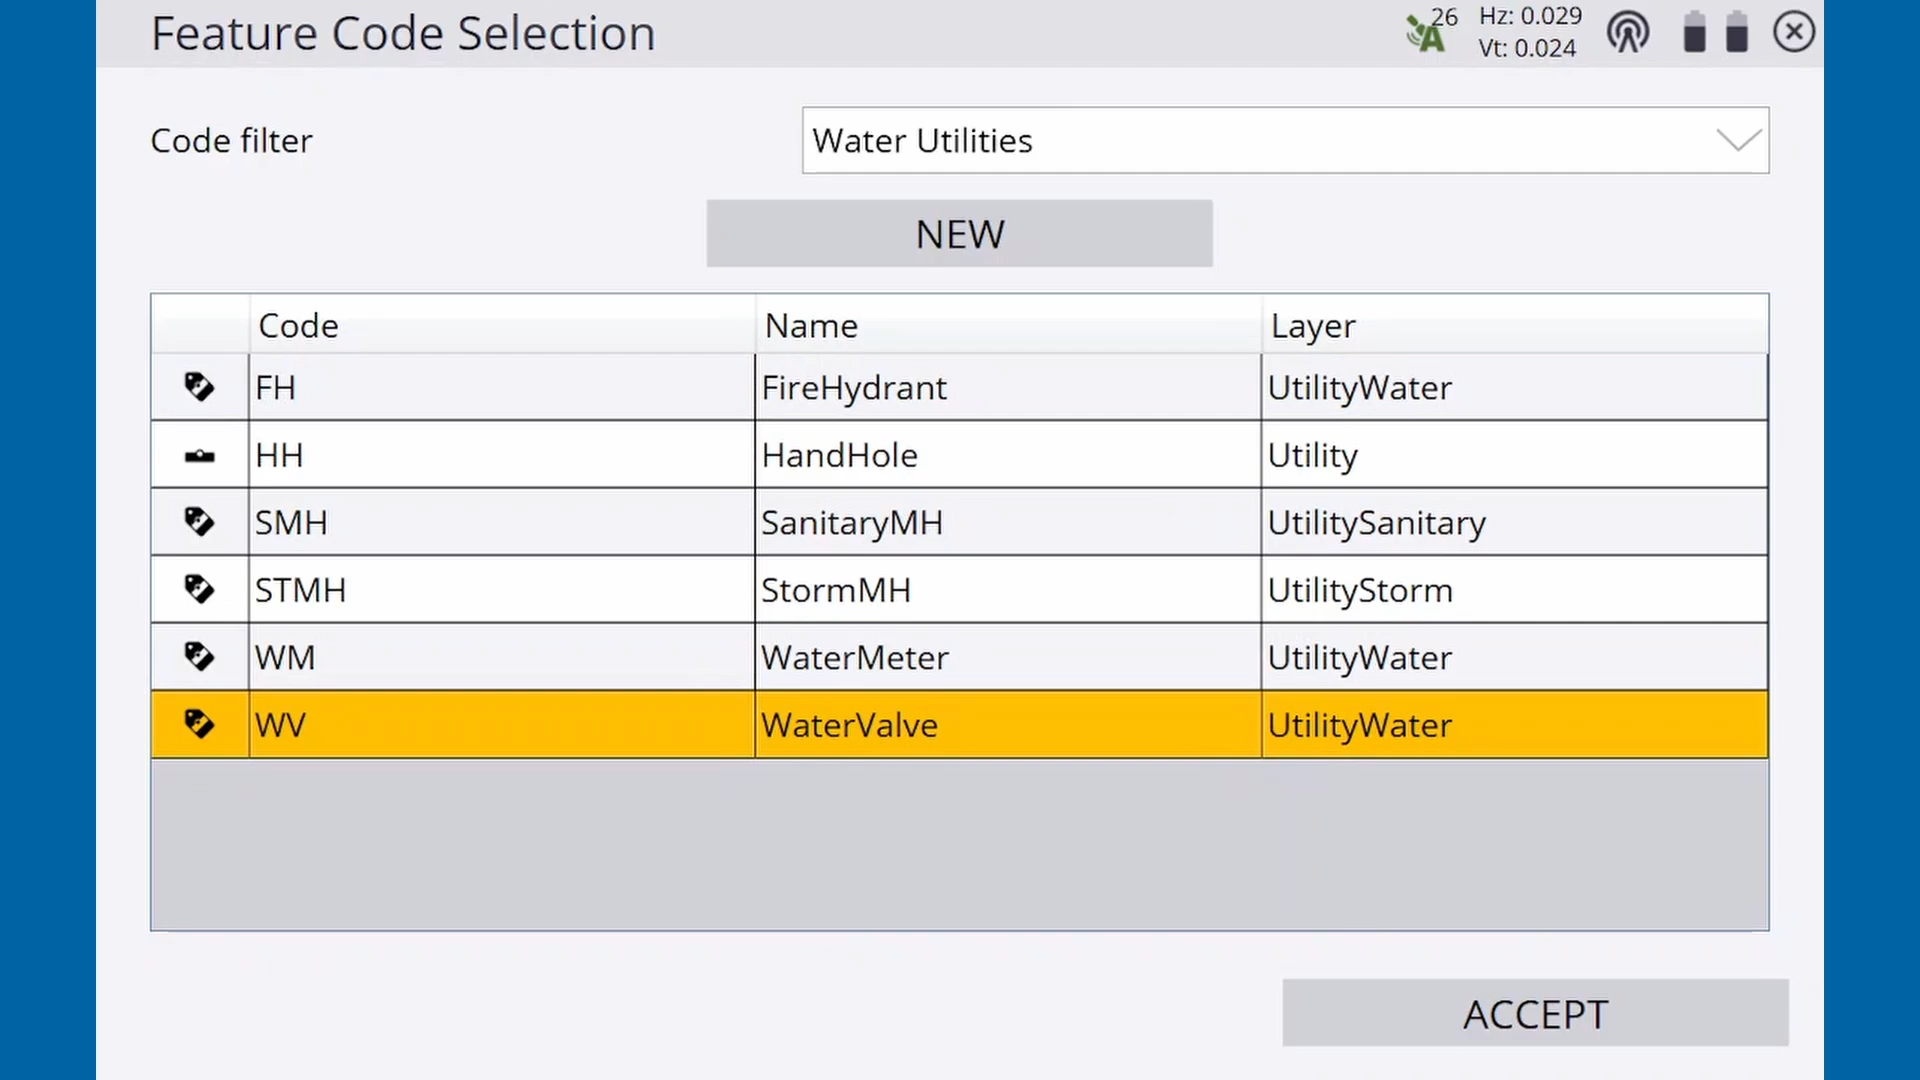 Feature Code Selection
26
Hz: 0.029
Vt: 0.024
Code filter
Water Utilities
NEW
Code Name Layer
FH FireHydrant UtilityWater
HH HandHole Utility
SMH SanitaryMH UtilitySanitary
STMH StormMH UtilityStorm
WM WaterMeter UtilityWater
WV WaterValve UtilityWater
ACCEPT